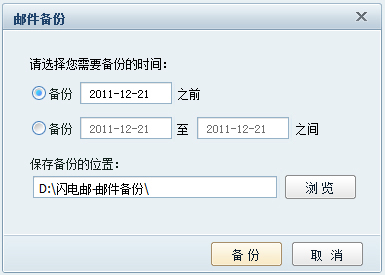 邮件备份
请选择您需要备份的时间：
备份 2011-12-21 之前
备份 2011-12-21 至 2011-12-21 之间
保存备份的位置：
D:\闪电邮-邮件备份\ 浏 览
备 份 取 消